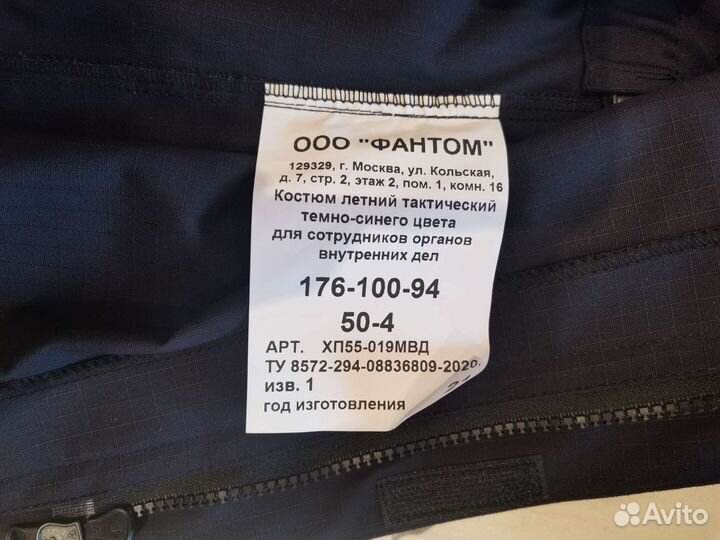 ООО "ФАНТОМ"
129329, г. Москва, ул. Кольская,
д. 7, стр. 2, этаж 2, пом. 1, комн. 16
Костюм летний тактический
темно-синего цвета
для сотрудников органов
внутренних дел
176-100-94
50-4
АРТ. ХП55-019МВД
ТУ 8572-294-08836809-2020.
изв. 1
год изготовления
Avito